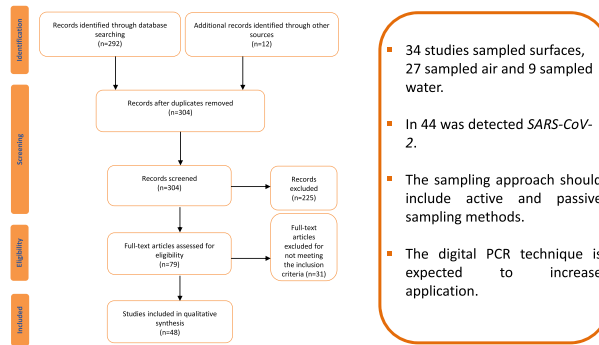 Identification
Records identified through database
searching
(n=292)
Additional records identified through other
sources
(n=12)
Screening
Records after duplicates removed
(n=304)
Records screened
(n=304)
Records
excluded
(n=225)
Eligibility
Full-text articles assessed for
eligibility
(n=79)
Full-text
articles
excluded for
not meeting
the inclusion
criteria (n=31)
Included
Studies included in qualitative
synthesis
(n=48)
▪ 34 studies sampled surfaces,
27 sampled air and 9 sampled
water.
▪ In 44 was detected SARS-CoV-
2.
▪ The sampling approach should
include active and passive
sampling methods.
▪ The digital PCR technique is
expected to increase
application.